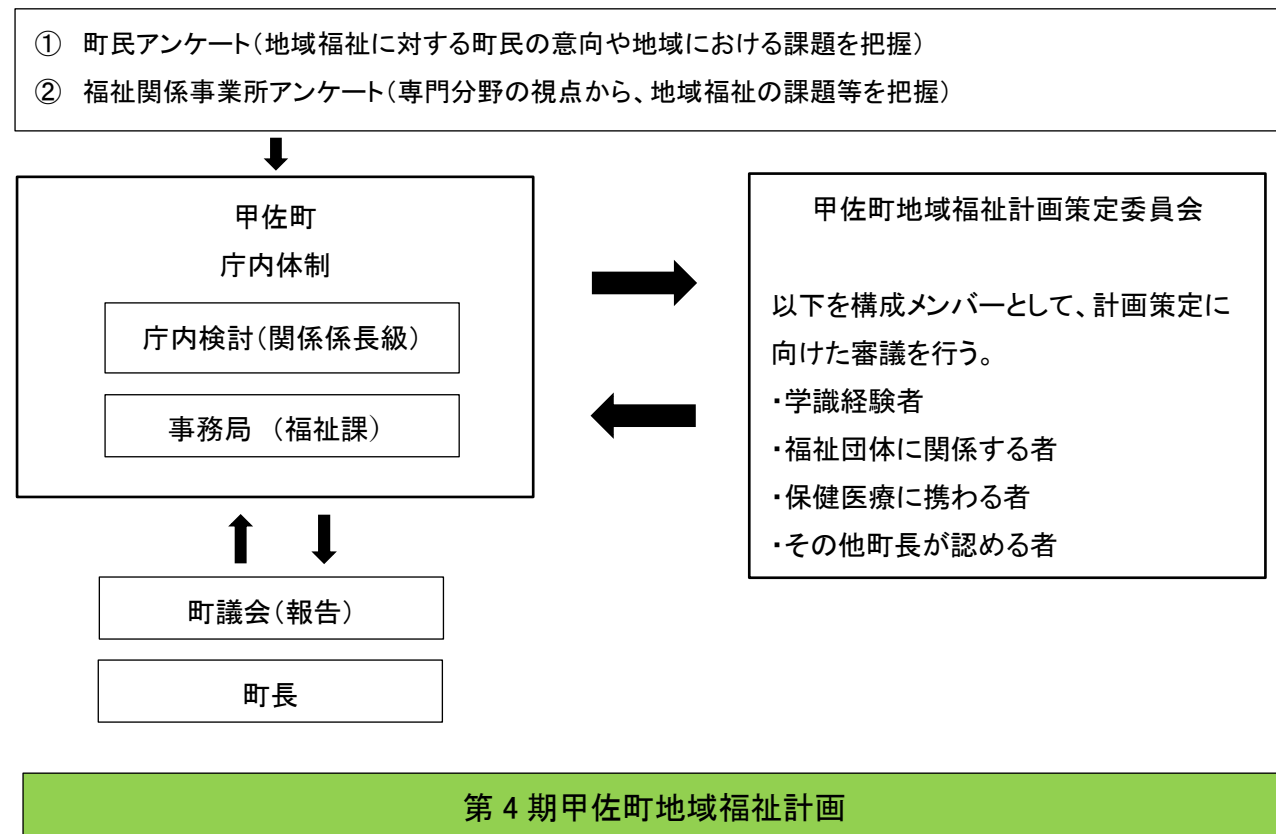 ① 町民アンケート(地域福祉に対する町民の意向や地域における課題を把握)
② 福祉関係事業所アンケート(専門分野の視点から、地域福祉の課題等を把握)
甲佐町
庁内体制
庁内検討(関係係長級)
事務局 (福祉課)
町議会(報告)
町長
甲佐町地域福祉計画策定委員会
以下を構成メンバーとして、計画策定に
向けた審議を行う。
・学識経験者
・福祉団体に関係する者
・保健医療に携わる者
・その他町長が認める者
第 4 期甲佐町地域福祉計画